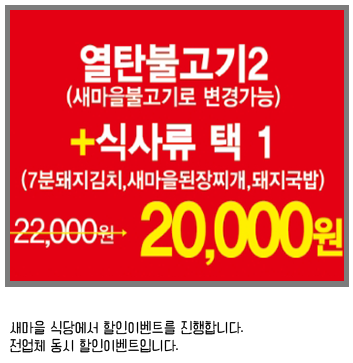 열탄불고기2
(새마을불고기로 변경가능)
+식사류 택 1
(7분돼지김치,새마을된장찌개,돼지국밥)
22,000원→ 20,000원
새마을 식당에서 할인이벤트를 진행합니다.
전업체 동시 할인이벤트입니다.